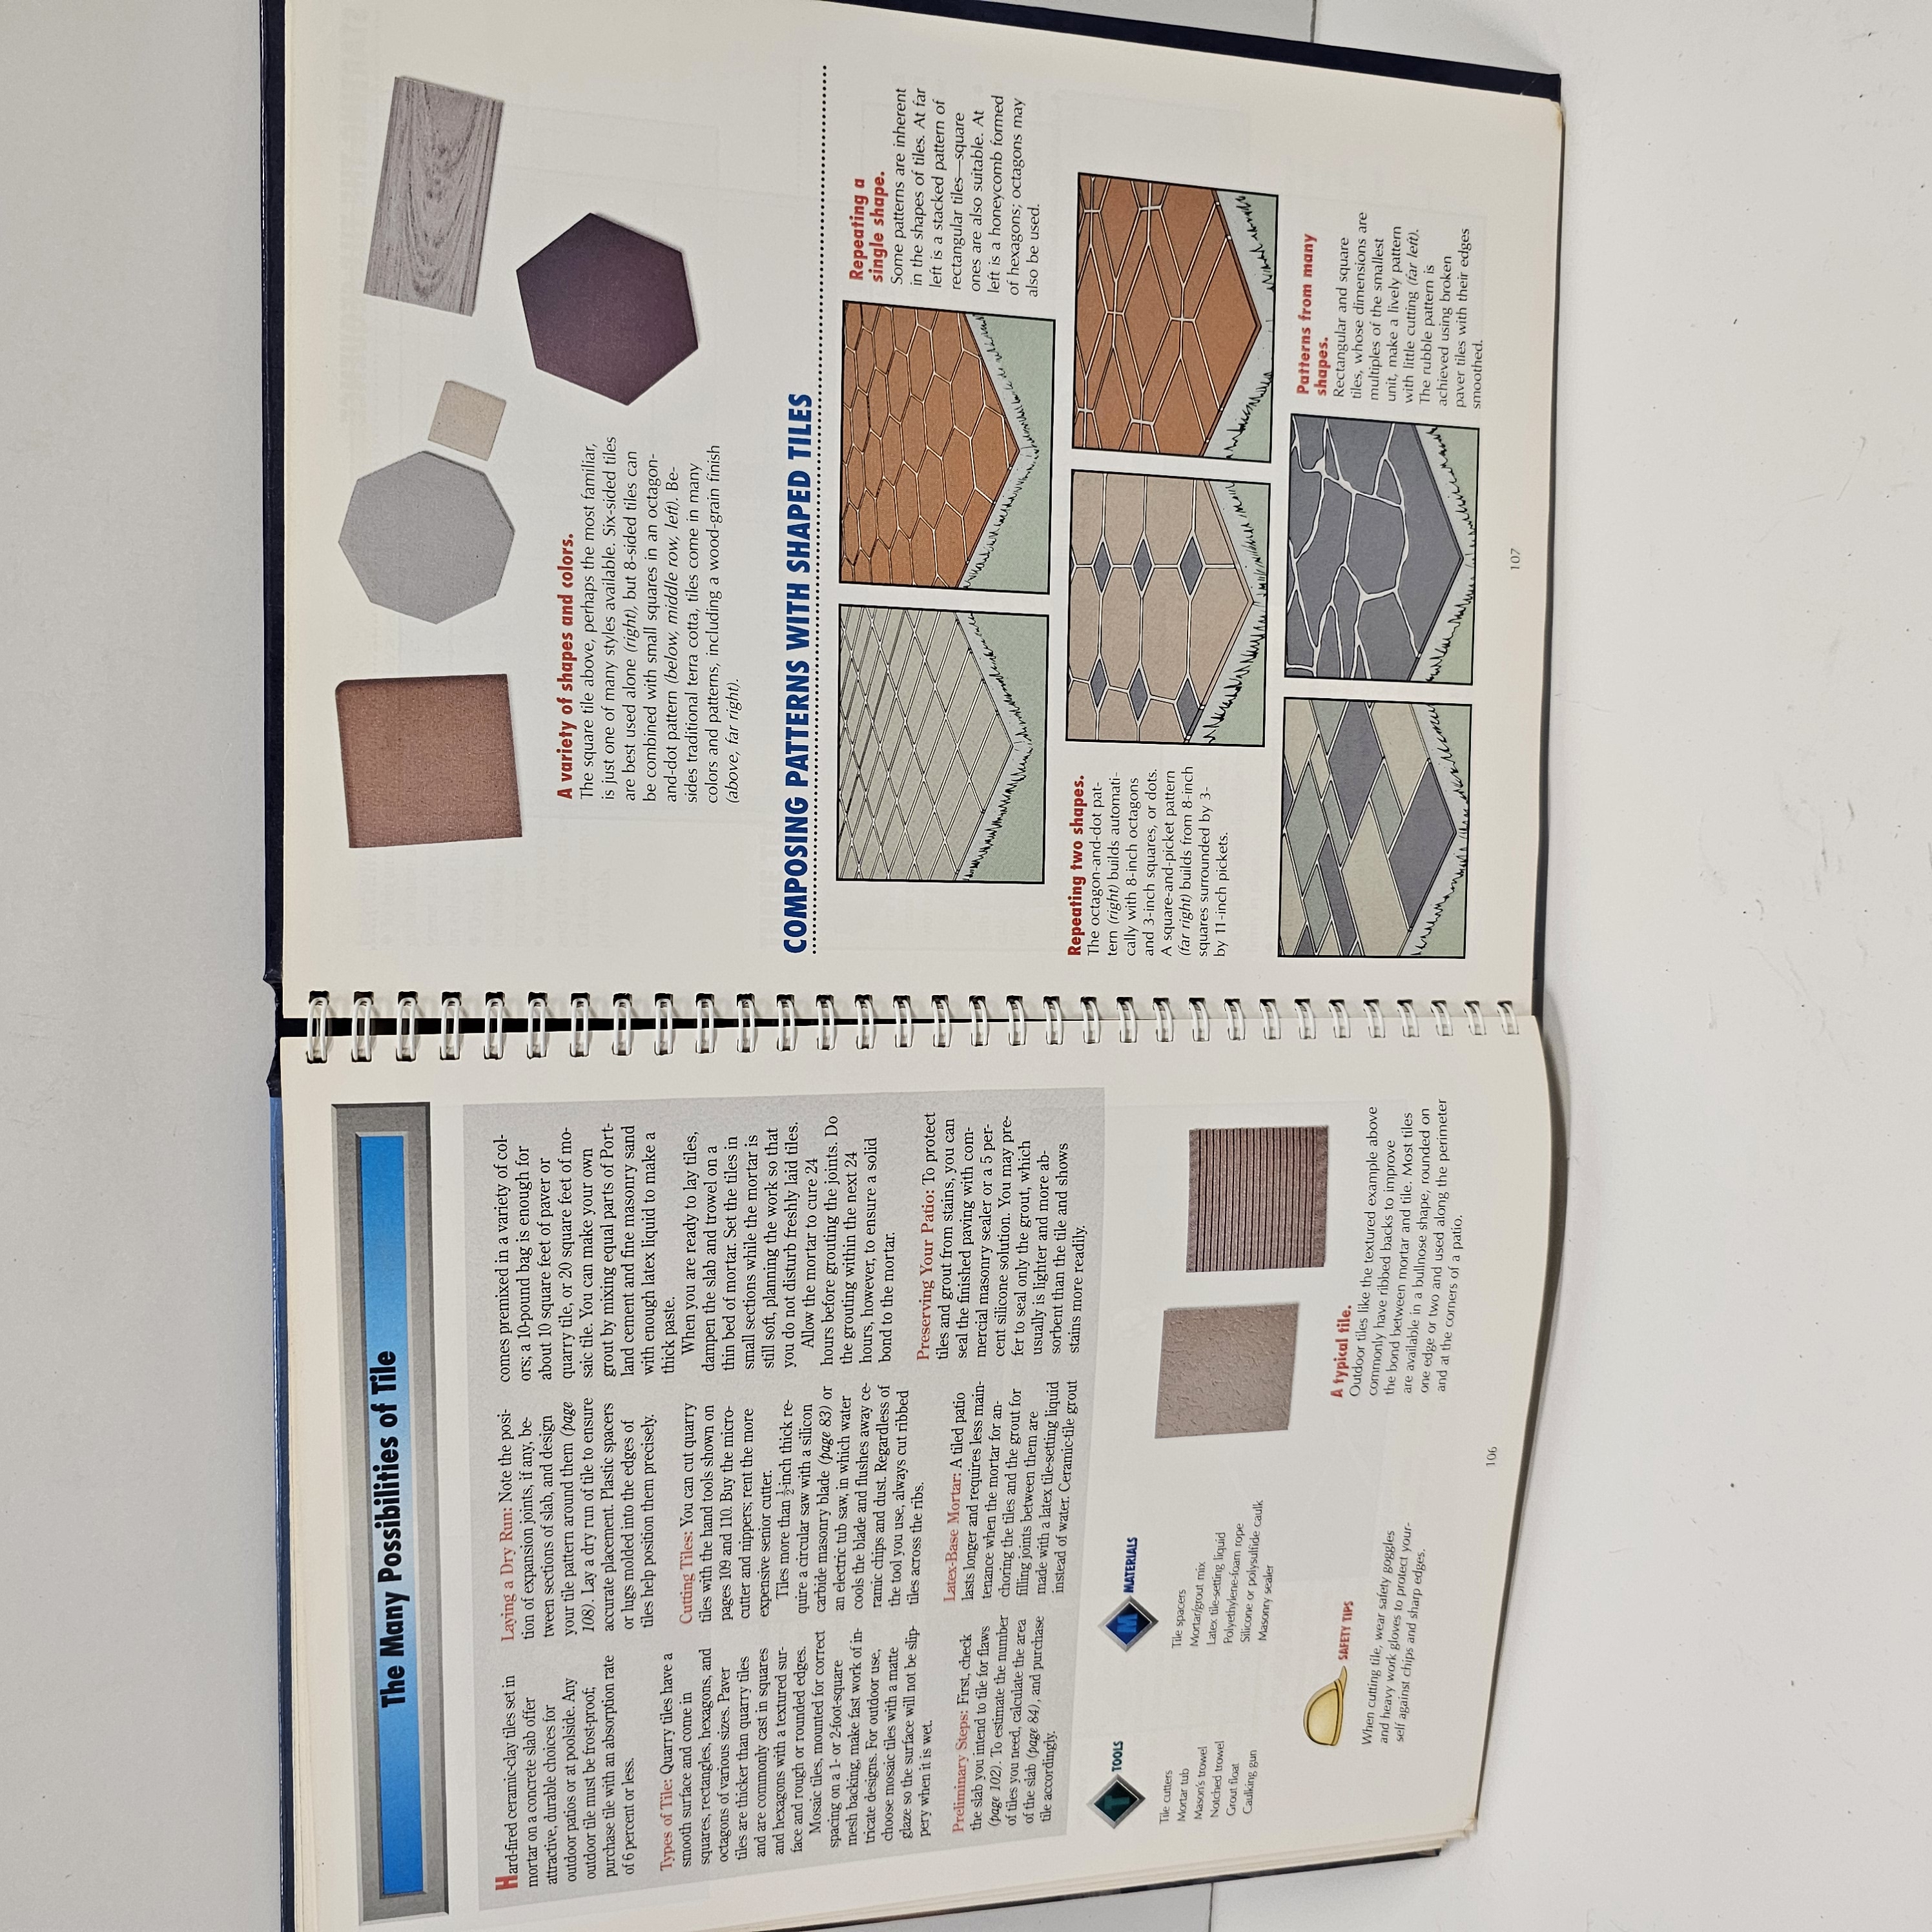 The Many Possibilities of Tile
Hard-fired ceramic-clay tiles set in
mortar on a concrete slab offer
attractive, durable choices for
outdoor patios or at poolside. Any
outdoor tile must be frost-proof;
purchase tile with an absorption rate
of 6 percent or less.
Types of Tile: Quarry tiles have a
smooth surface and come in
squares, rectangles, hexagons, and
octagons of various sizes. Paver
tiles are thicker than quarry tiles
and are commonly cast in squares
and hexagons with a textured sur-
face and rough or rounded edges.
Mosaic tiles, mounted for correct
spacing on a 1- or 2-foot-square
mesh backing, make fast work of in-
tricate designs. For outdoor use,
choose mosaic tiles with a matte
glaze so the surface will not be slip-
pery when it is wet.
Preliminary Steps: First, check
the slab you intend to tile for flaws
(page 102). To estimate the number
of tiles you need, calculate the area
of the slab (page 84), and purchase
tile accordingly.
Laying a Dry Run: Note the posi-
tion of expansion joints, if any, be-
tween sections of slab, and design
your tile pattern around them (page
108). Lay a dry run of tile to ensure
accurate placement. Plastic spacers
or lugs molded into the edges of
tiles help position them precisely.
Cutting Tiles: You can cut quarry
tiles with the hand tools shown on
pages 109 and 110. Buy the micro-
cutter and nippers; rent the more
expensive senior cutter.
Tiles more than ½-inch thick re-
quire a circular saw with a silicon
carbide masonry blade (page 83) or
an electric tub saw, in which water
cools the blade and flushes away ce-
ramic chips and dust. Regardless of
the tool you use, always cut ribbed
tiles across the ribs.
Latex-Base Mortar: A tiled patio
lasts longer and requires less main-
tenance when the mortar for an-
choring the tiles and the grout for
filling joints between them are
made with a latex tile-setting liquid
instead of water. Ceramic-tile grout
comes premixed in a variety of col-
ors; a 10-pound bag is enough for
about 10 square feet of paver or
quarry tile, or 20 square feet of mo-
saic tile. You can make your own
grout by mixing equal parts of Port-
land cement and fine masonry sand
with enough latex liquid to make a
thick paste.
When you are ready to lay tiles,
dampen the slab and trowel on a
thin bed of mortar. Set the tiles in
small sections while the mortar is
still soft, planning the work so that
you do not disturb freshly laid tiles.
Allow the mortar to cure 24
hours before grouting the joints. Do
the grouting within the next 24
hours, however, to ensure a solid
bond to the mortar.
Preserving Your Patio: To protect
tiles and grout from stains, you can
seal the finished paving with com-
mercial masonry sealer or a 5 per-
cent silicone solution. You may pre-
fer to seal only the grout, which
usually is lighter and more ab-
sorbent than the tile and shows
stains more readily.
T TOOLS
Tile cutters
Mortar tub
Mason's trowel
Notched trowel
Grout float
Caulking gun
M MATERIALS
Tile spacers
Mortar/grout mix
Latex tile-setting liquid
Polyethylene-foam rope
Silicone or polysulfide caulk
Masonry sealer
SAFETY TIPS
When cutting tile, wear safety goggles
and heavy work gloves to protect your-
self against chips and sharp edges.
A typical tile.
Outdoor tiles like the textured example above
commonly have ribbed backs to improve
the bond between mortar and tile. Most tiles
are available in a bullnose shape, rounded on
one edge or two and used along the perimeter
and at the corners of a patio.
106
A variety of shapes and colors.
The square tile above, perhaps the most familiar,
is just one of many styles available. Six-sided tiles
are best used alone (right), but 8-sided tiles can
be combined with small squares in an octagon-
and-dot pattern (below, middle row, left). Be-
sides traditional terra cotta, tiles come in many
colors and patterns, including a wood-grain finish
(above, far right).
COMPOSING PATTERNS WITH SHAPED TILES
Repeating a
single shape.
Some patterns are inherent
in the shapes of tiles. At far
left is a stacked pattern of
rectangular tiles—square
ones are also suitable. At
left is a honeycomb formed
of hexagons; octagons may
also be used.
Repeating two shapes.
The octagon-and-dot pat-
tern (right) builds automati-
cally with 8-inch octagons
and 3-inch squares, or dots.
A square-and-picket pattern
(far right) builds from 8-inch
squares surrounded by 3-
by 11-inch pickets.
Patterns from many
shapes.
Rectangular and square
tiles, whose dimensions are
multiples of the smallest
unit, make a lively pattern
with little cutting (far left).
The rubble pattern is
achieved using broken
paver tiles with their edges
smoothed.
107